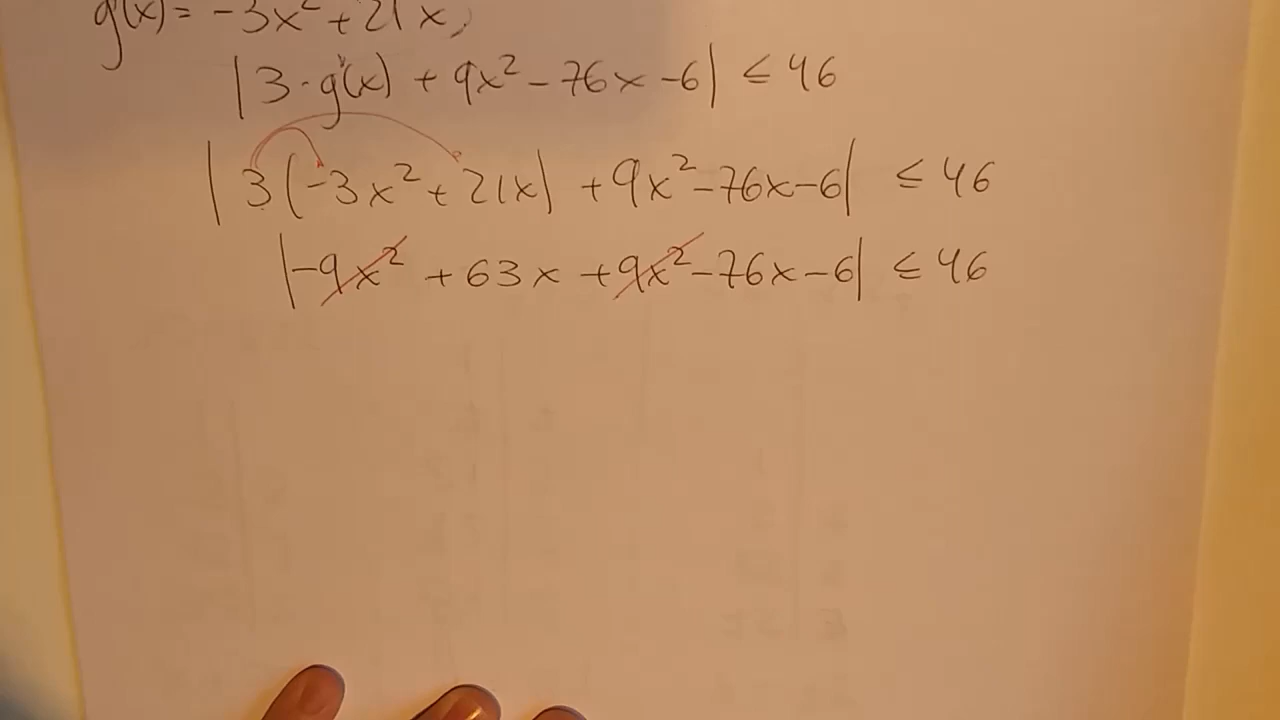 g'(x) = -3x² + 21x,
|3·g'(x) + 9x² - 76x - 6| ≤ 46
|3(-3x² + 21x) + 9x² - 76x - 6| ≤ 46
|-9x² + 63x + 9x² - 76x - 6| ≤ 46